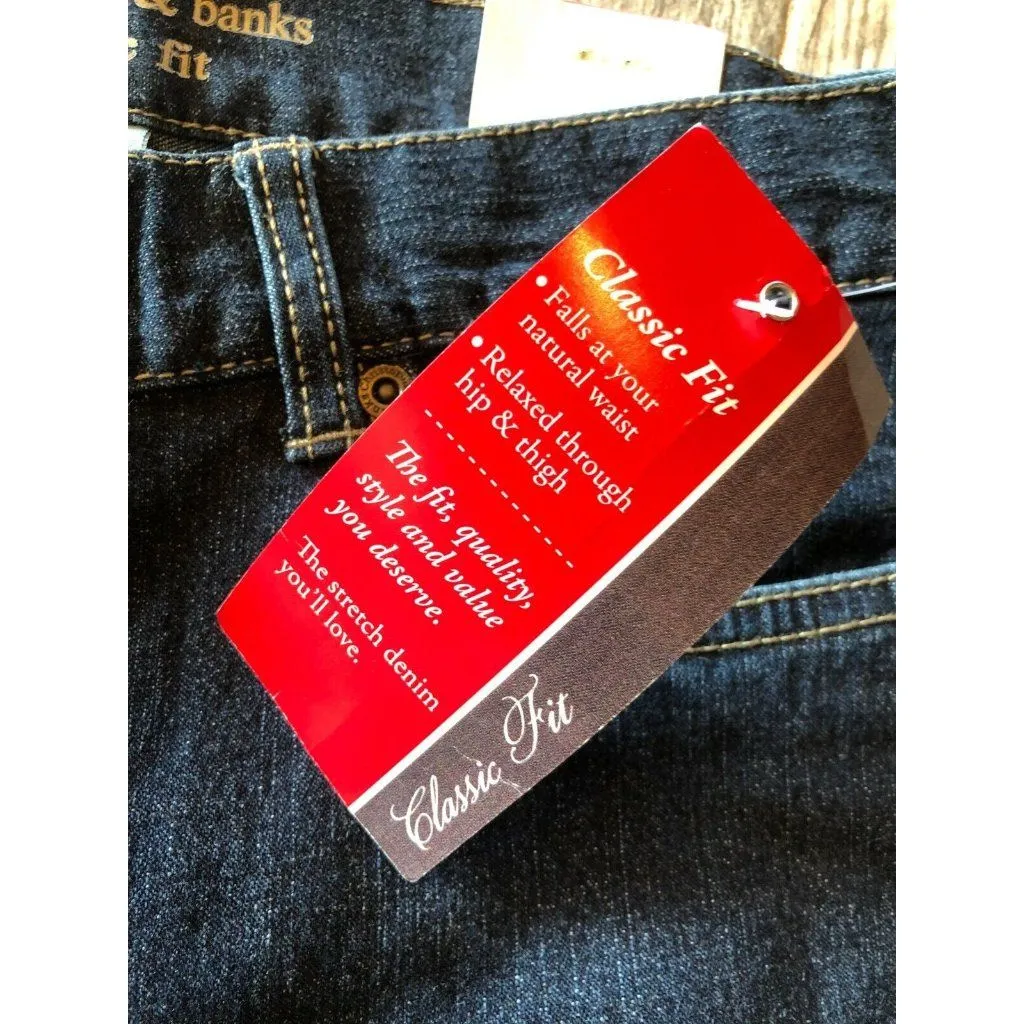 & banks
fit
Classic Fit
• Falls at your
natural waist
• Relaxed through
hip & thigh
The fit, quality,
style and value
you deserve.
The stretch denim
you'll love.
Classic Fit